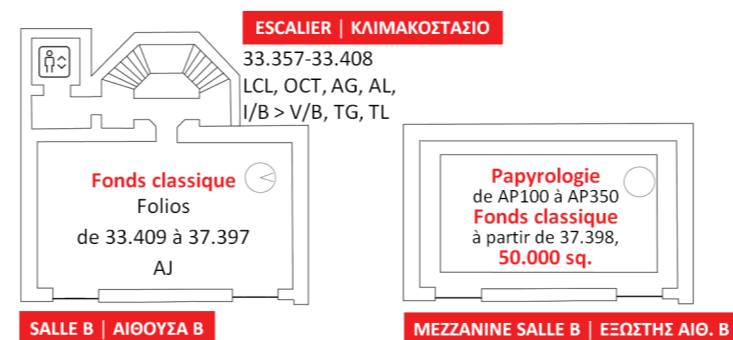 ESCALIER | ΚΛΙΜΑΚΟΣΤΑΣΙΟ
33.357-33.408
LCL, OCT, AG, AL,
I/B > V/B, TG, TL
Fonds classique
Folios
de 33.409 à 37.397
AJ
SALLE B | ΑΙΘΟΥΣΑ Β
Papyrologie
de AP100 à AP350
Fonds classique
à partir de 37.398,
50.000 sq.
MEZZANINE SALLE B | ΕΞΩΣΤΗΣ ΑΙΘ. Β